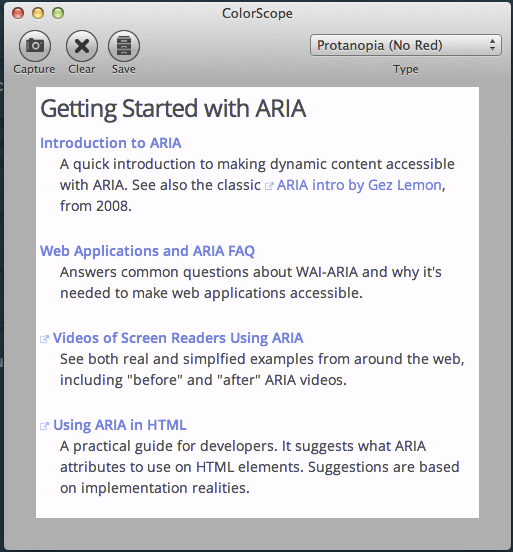 ColorScope
Capture
Clear
Save
Protanopia (No Red)
Type
Getting Started with ARIA
Introduction to ARIA
A quick introduction to making dynamic content accessible
with ARIA. See also the classic ARIA intro by Gez Lemon,
from 2008.
Web Applications and ARIA FAQ
Answers common questions about WAI-ARIA and why it's
needed to make web applications accessible.
Videos of Screen Readers Using ARIA
See both real and simplfied examples from around the web,
including "before" and "after" ARIA videos.
Using ARIA in HTML
A practical guide for developers. It suggests what ARIA
attributes to use on HTML elements. Suggestions are based
on implementation realities.